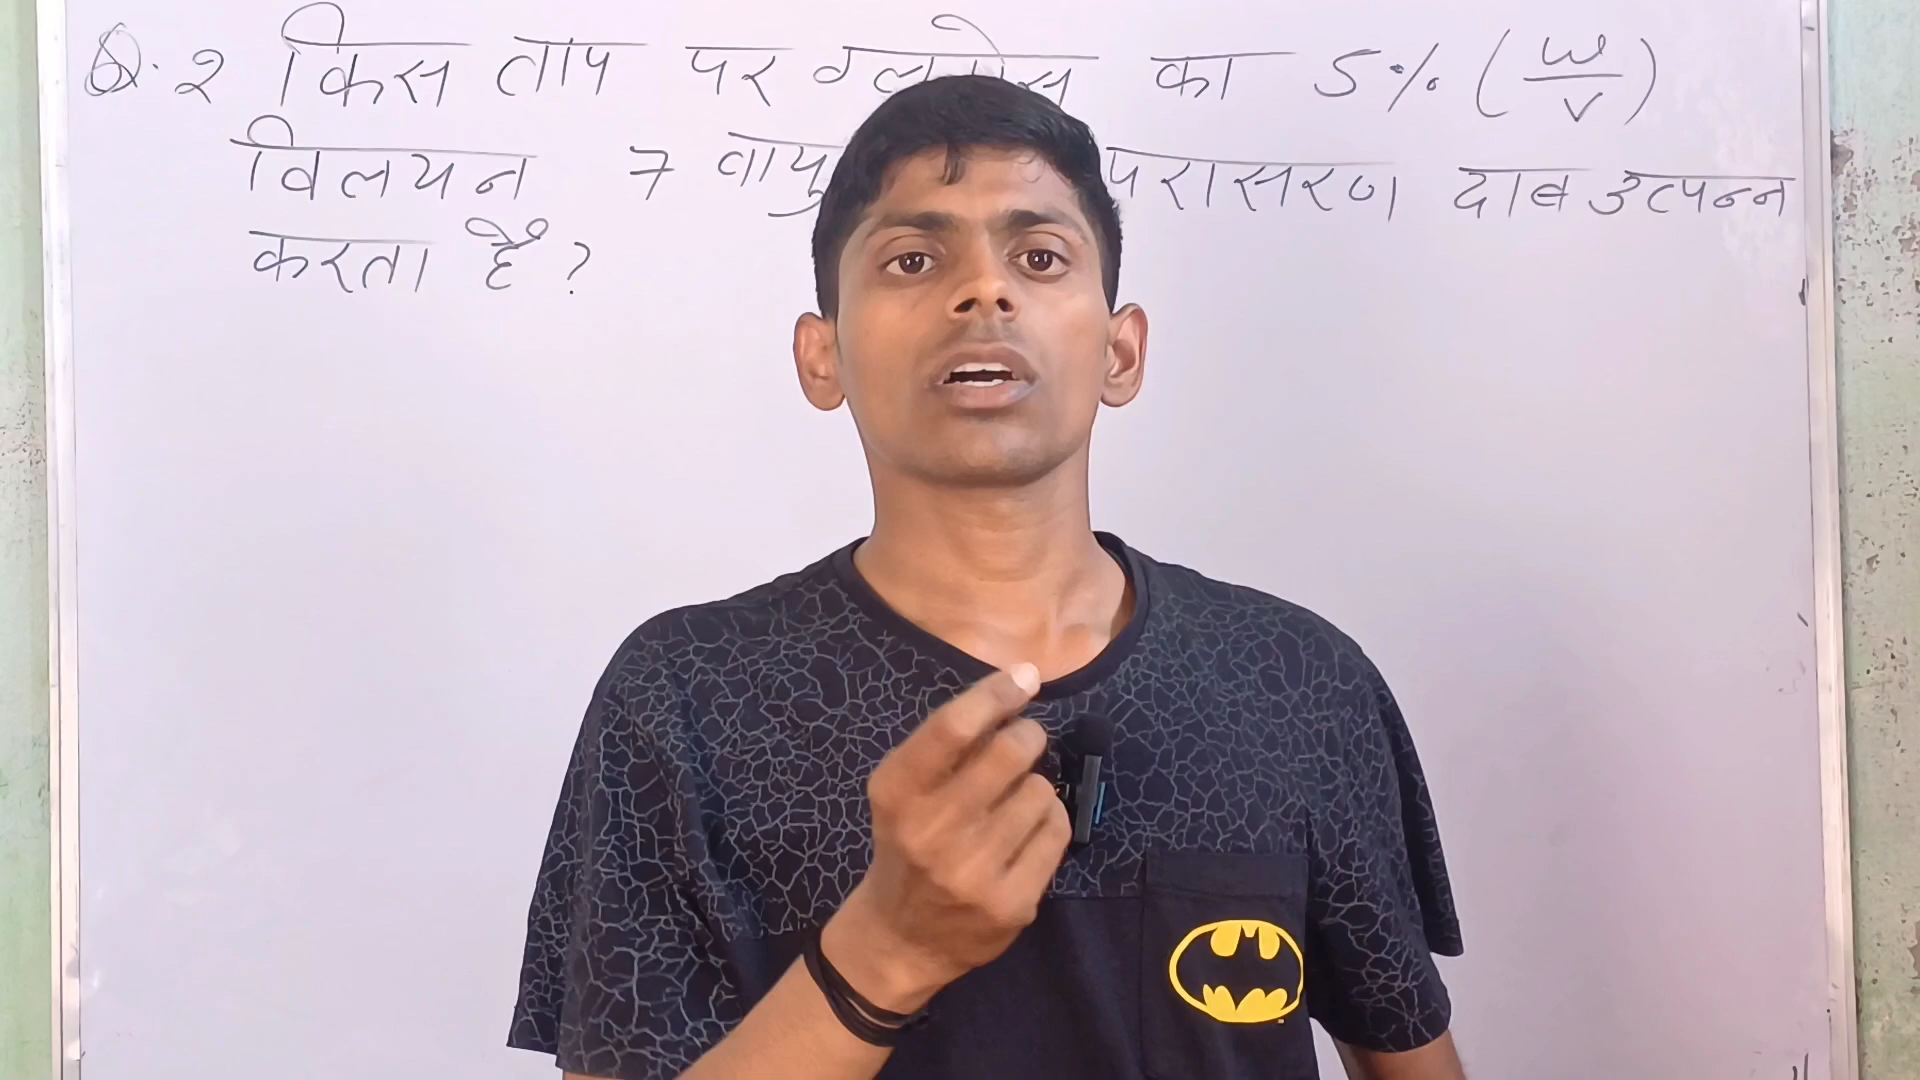 Q. 2 किस ताप पर का 5% (w/v)
विलयन 7 परासरण दाब उत्पन्न
करता है?